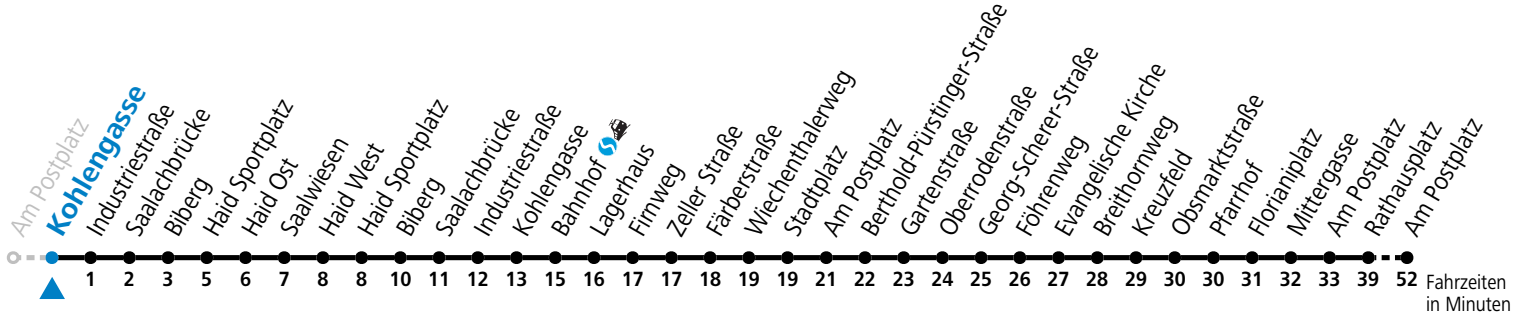 Am Postplatz
Kohlengasse
Industriestraße
Saalachbrücke
Biberg
Haid Sportplatz
Haid Ost
Saalwiesen
Haid West
Haid Sportplatz
Biberg
Saalachbrücke
Industriestraße
Kohlengasse
Bahnhof
Lagerhaus
Firnweg
Zeller Straße
Färberstraße
Wiechenthalerweg
Stadtplatz
Am Postplatz
Berthold-Pürstinger-Straße
Gartenstraße
Oberrodenstraße
Georg-Scherer-Straße
Föhrenweg
Evangelische Kirche
Breithornweg
Kreuzfeld
Obsmarktstraße
Pfarrhof
Florianiplatz
Mittergasse
Am Postplatz
Rathausplatz
Am Postplatz
1 2 3 5 6 7 8 8 10 11 12 13 15 16 17 17 18 19 19 21 22 23 24 25 26 27 28 29 30 30 31 32 33 39 52 Fahrzeiten
in Minuten